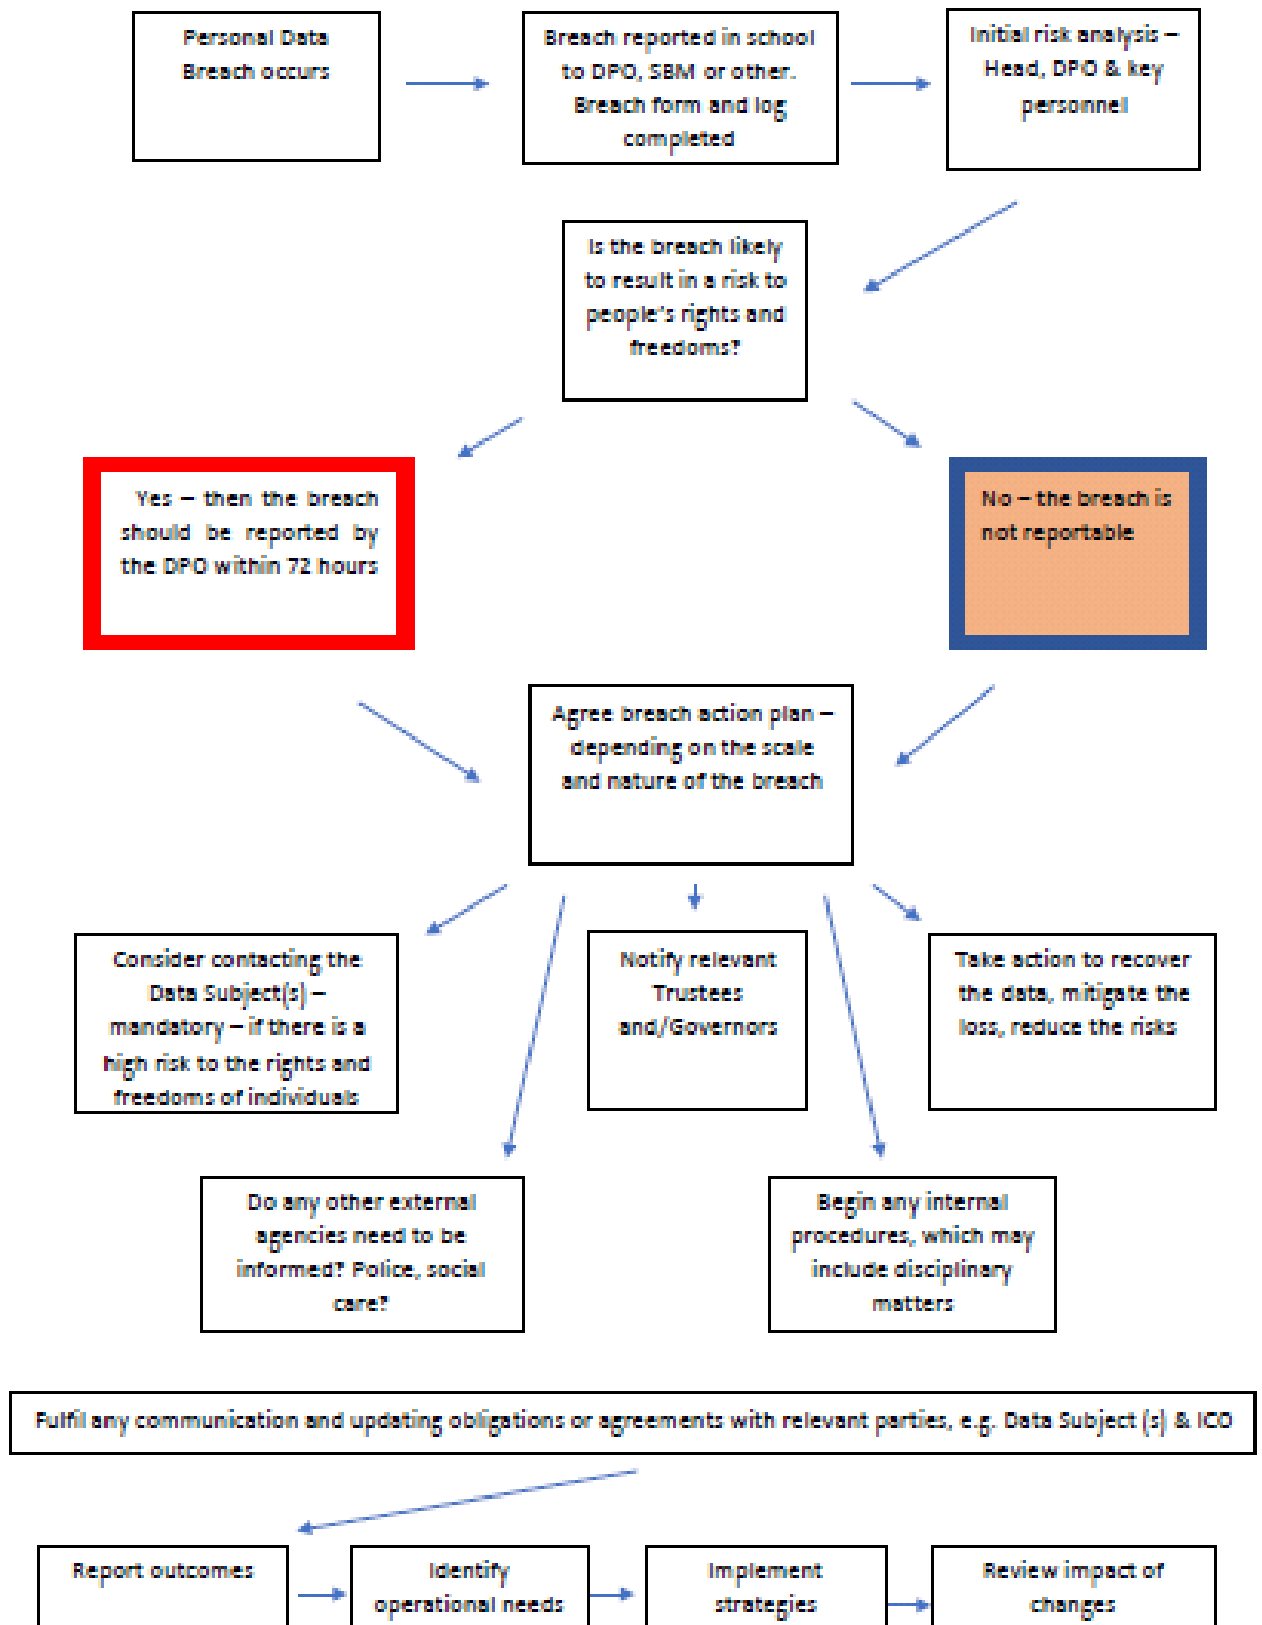 Personal Data
Breach occurs
Breach reported in school
to DPO, SBM or other.
Breach form and log
completed
Initial risk analysis –
Head, DPO & key
personnel
Is the breach likely
to result in a risk to
people's rights and
freedoms?
Yes – then the breach
should be reported by
the DPO within 72 hours
No – the breach is
not reportable
Agree breach action plan –
depending on the scale
and nature of the breach
Consider contacting the
Data Subject(s) –
mandatory – if there is a
high risk to the rights and
freedoms of individuals
Notify relevant
Trustees
and/Governors
Take action to recover
the data, mitigate the
loss, reduce the risks
Do any other external
agencies need to be
informed? Police, social
care?
Begin any internal
procedures, which may
include disciplinary
matters
Fulfil any communication and updating obligations or agreements with relevant parties, e.g. Data Subject (s) & ICO
Report outcomes
Identify
operational needs
Implement
strategies
Review impact of
changes